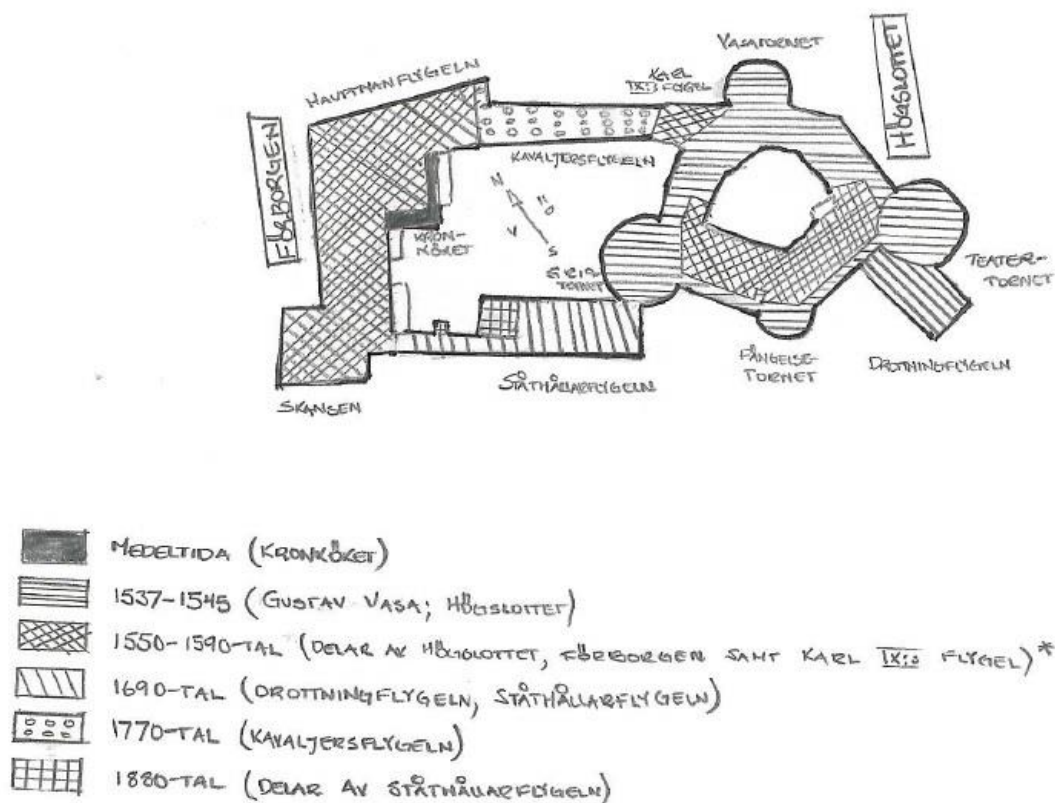 VASATORNET
HÖGSLOTTET
KARL
IX:S FLYGEL
HAUPTMANFLYGELN
FÖRBORGEN
KAVALJERSFLYGELN
N
Ö
V
S
KRON-
KÖKET
ERIKS-
TORNET
TEATER-
TORNET
FÅNGELSE-
TORNET
DROTTNINGFLYGELN
STÅTHÅLLARFLYGELN
SKANSEN
MEDELTIDA (KRONKÖKET)
1537-1545 (GUSTAV VASA; HÖGSLOTTET)
1550-1590-TAL (DELAR AV HÖGSLOTTET, FÖRBORGEN SAMT KARL IX:S FLYGEL)*
1690-TAL (DROTTNINGFLYGELN, STÅTHÅLLARFLYGELN)
1770-TAL (KAVALJERSFLYGELN)
1880-TAL (DELAR AV STÅTHÅLLARFLYGELN)